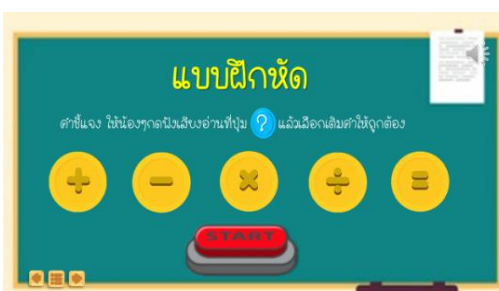 แบบฝึกหัด
คำชี้แจง ให้น้องๆกดฟังเสียงอ่านที่ปุ่ม ? แล้วเลือกเติมคำให้ถูกต้อง
+ - × ÷ =
START